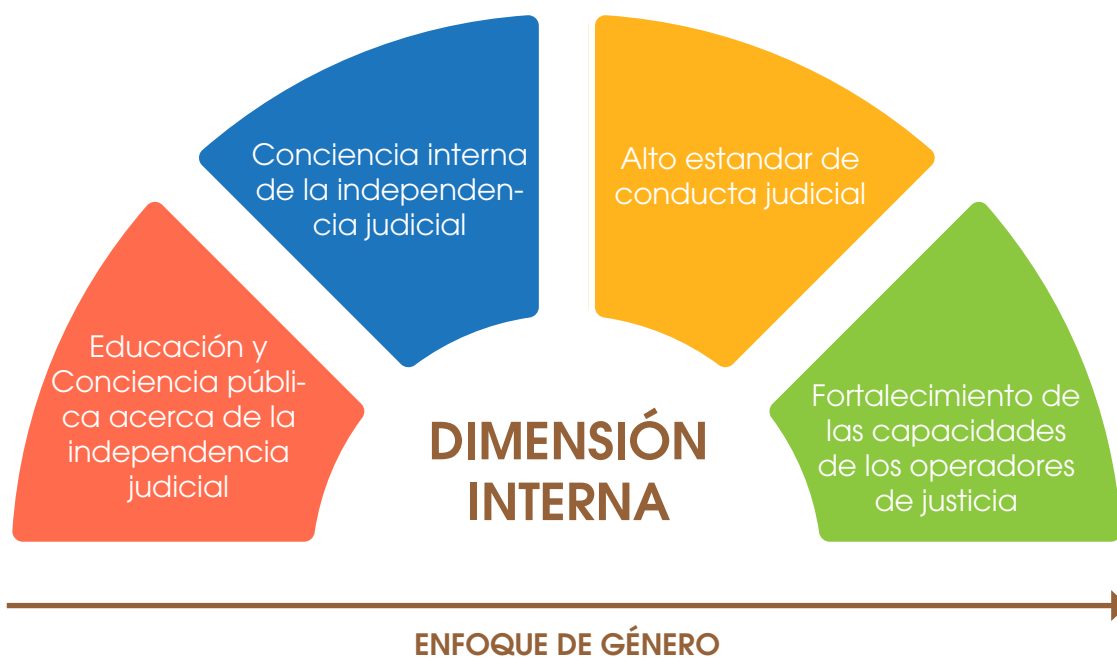 Educación y
Conciencia públi-
ca acerca de la
independencia
judicial
Conciencia interna
de la independen-
cia judicial
Alto estandar de
conducta judicial
Fortalecimiento de
las capacidades
de los operadores
de justicia
DIMENSIÓN
INTERNA
ENFOQUE DE GÉNERO